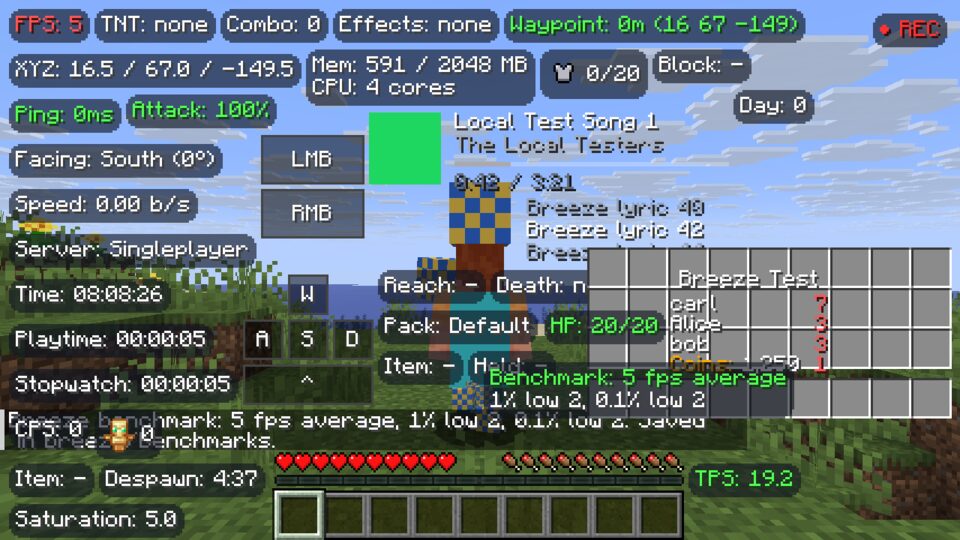 FPS: 5 TNT: none Combo: 0 Effects: none Waypoint: 0m (16 67 -149) REC
XYZ: 16.5 / 67.0 / -149.5 Mem: 591 / 2048 MB
CPU: 4 cores
0/20 Block: -
Day: 0
Ping: 0ms Attack: 100%
Local Test Song 1
The Local Testers
Facing: South (0°) LMB
0:42 / 3:21
Speed: 0.00 b/s RMB
Breeze lyric 40
Breeze lyric 42
Breeze lyric
Server: Singleplayer
Time: 08:08:26 W
Reach: - Death:
Breeze Test
carl 7
Alice 3
bob 3
Coins: 1,250 1
Playtime: 00:00:05 A S D
Pack: Default HP: 20/20
Item: -
Stopwatch: 00:00:05 ^
Benchmark: 5 fps average
1% low 2, 0.1% low 2
Breeze benchmark: 5 fps average, 1% low 2, 0.1% low 2. Saved
in breeze benchmarks.
CPS: 0 0
Item: - Despawn: 4:37 TPS: 19.2
Saturation: 5.0